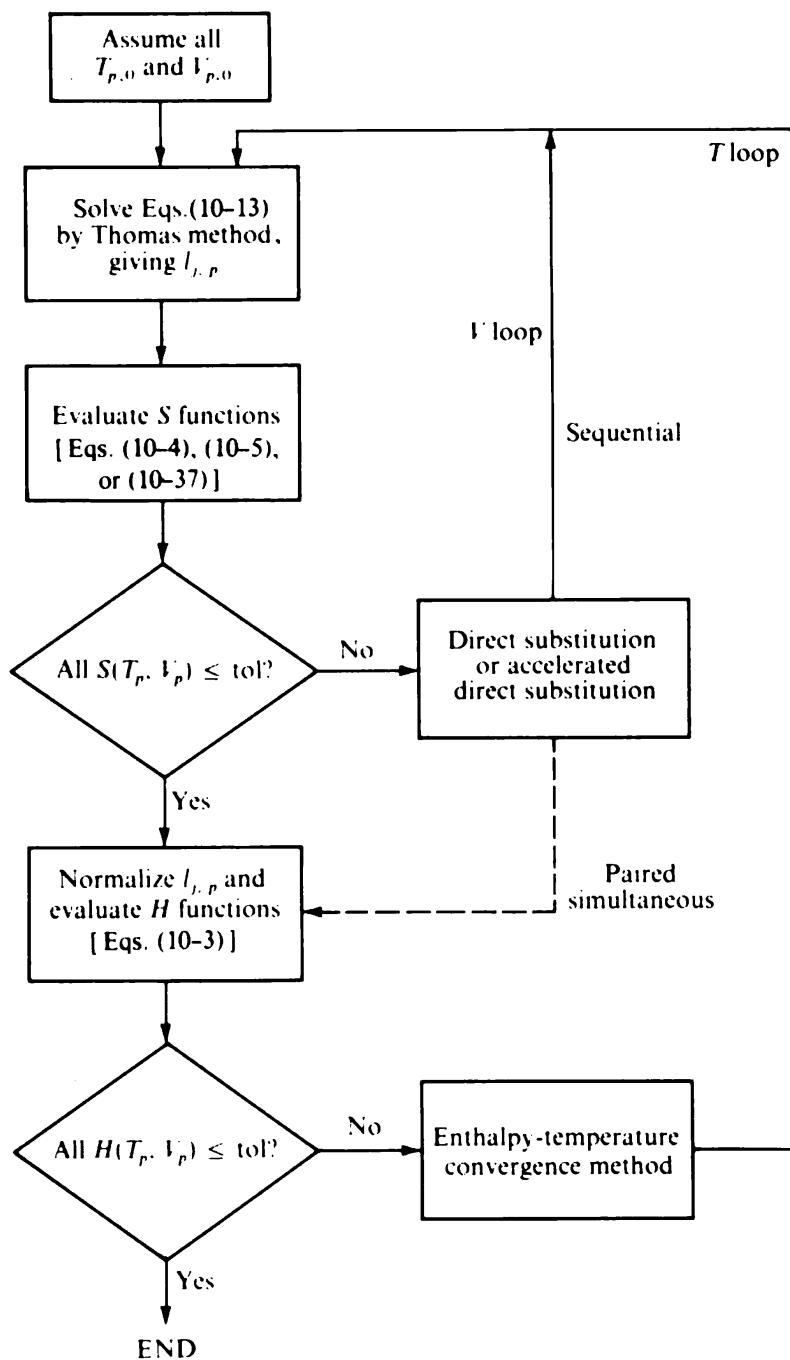 Assume all
T_{p,0} and V_{p,0}
T loop
Solve Eqs.(10–13)
by Thomas method,
giving l_{j,p}
V loop
Evaluate S functions
[Eqs. (10–4), (10–5),
or (10–37)]
Sequential
All S(T_p, V_p) ≤ tol?
No
Direct substitution
or accelerated
direct substitution
Yes
Normalize l_{j,p} and
evaluate H functions
[Eqs. (10–3)]
Paired
simultaneous
All H(T_p, V_p) ≤ tol?
No
Enthalpy-temperature
convergence method
Yes
END